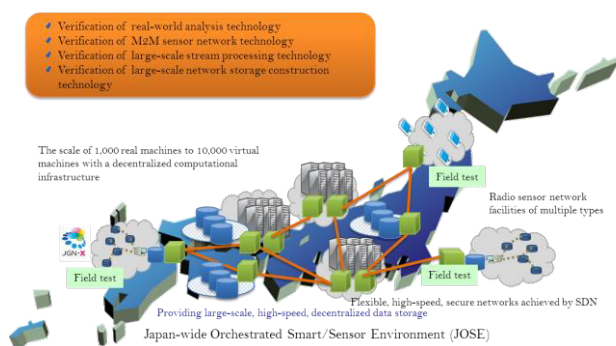 Verification of real-world analysis technology
Verification of M2M sensor network technology
Verification of large-scale stream processing technology
Verification of large-scale network storage construction
technology
The scale of 1,000 real machines to 10,000 virtual
machines with a decentralized computational
infrastructure
Field test
Radio sensor network
facilities of multiple types
JGN-X
Field test
Field test
Flexible, high-speed, secure networks achieved by SDN
Providing large-scale, high-speed, decentralized data storage
Japan-wide Orchestrated Smart/Sensor Environment (JOSE)